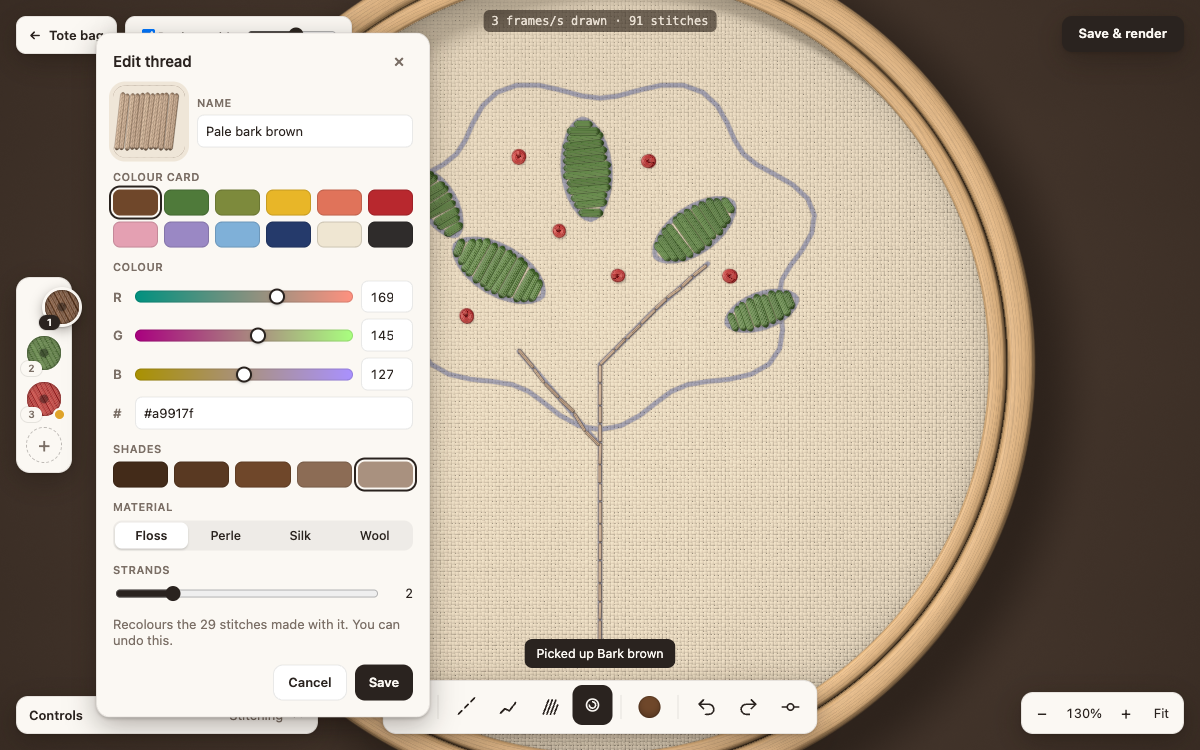 3 frames/s drawn · 91 stitches
← Tote bag
Save & render
Edit thread
NAME
Pale bark brown
COLOUR CARD
COLOUR
R 169
G 145
B 127
# #a9917f
SHADES
MATERIAL
Floss Perle Silk Wool
STRANDS
2
Recolours the 29 stitches made with it. You can
undo this.
Cancel Save
1
2
3
+
Picked up Bark brown
Controls
Stitching
− 130% + Fit